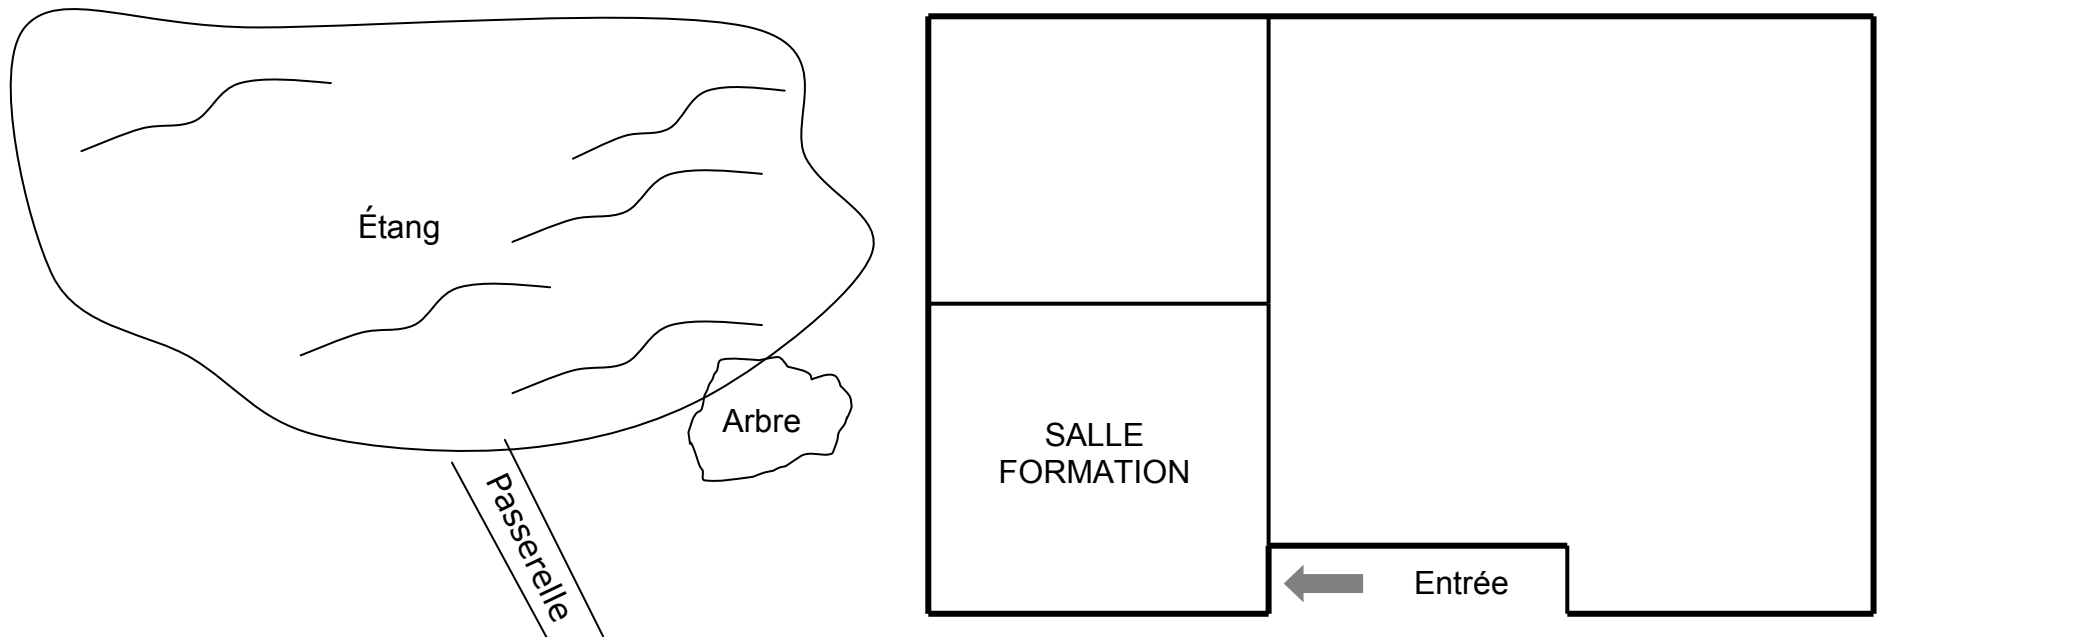 Étang
Arbre
Passerelle
SALLE
FORMATION
Entrée